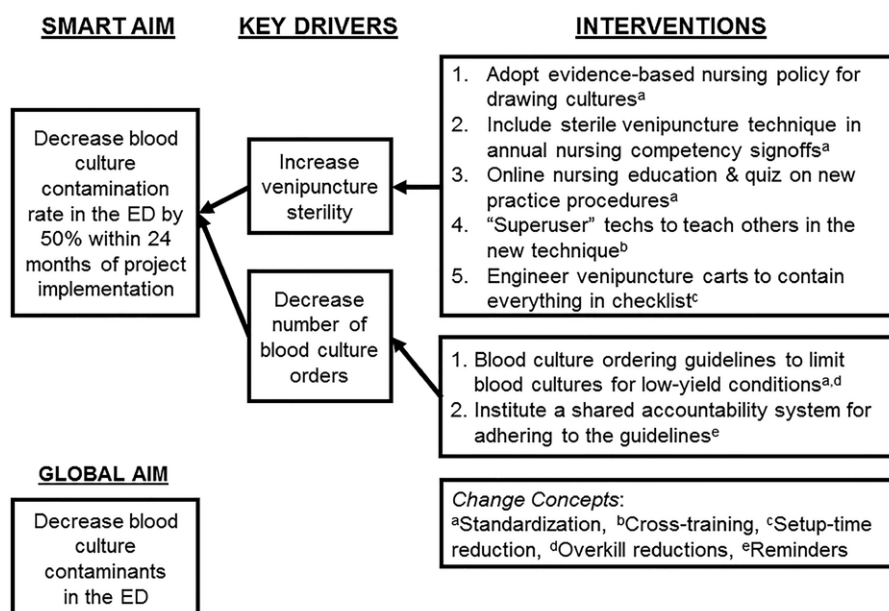 SMART AIM
KEY DRIVERS
INTERVENTIONS
Decrease blood
culture
contamination
rate in the ED by
50% within 24
months of project
implementation
Increase
venipuncture
sterility
Decrease
number of
blood culture
orders
1. Adopt evidence-based nursing policy for
drawing culturesᵃ
2. Include sterile venipuncture technique in
annual nursing competency signoffsᵃ
3. Online nursing education & quiz on new
practice proceduresᵃ
4. “Superuser” techs to teach others in the
new techniqueᵇ
5. Engineer venipuncture carts to contain
everything in checklistᶜ
1. Blood culture ordering guidelines to limit
blood cultures for low-yield conditionsᵃ,ᵈ
2. Institute a shared accountability system for
adhering to the guidelinesᵉ
GLOBAL AIM
Decrease blood
culture
contaminants
in the ED
Change Concepts:
ᵃStandardization, ᵇCross-training, ᶜSetup-time
reduction, ᵈOverkill reductions, ᵉReminders